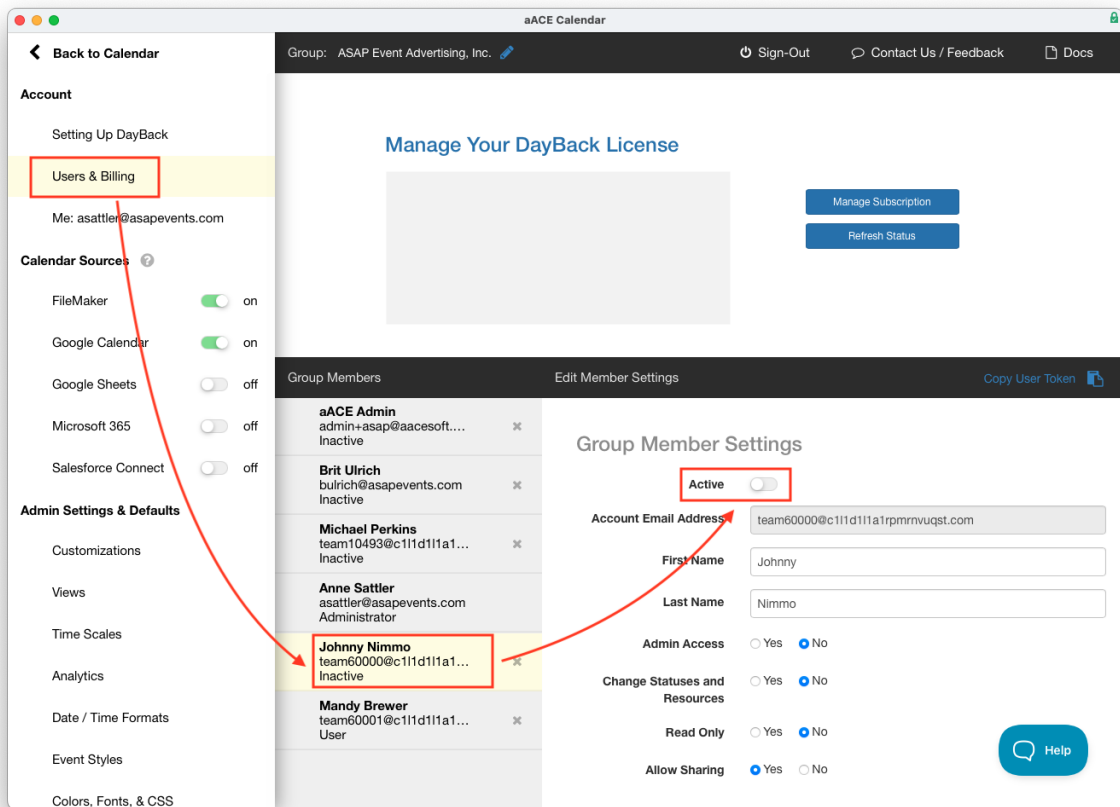 aACE Calendar
Back to Calendar
Group: ASAP Event Advertising, Inc.
Sign-Out
Contact Us / Feedback
Docs
Account
Setting Up DayBack
Users & Billing
Me: asattler@asapevents.com
Calendar Sources ?
FileMaker on
Google Calendar on
Google Sheets off
Microsoft 365 off
Salesforce Connect off
Admin Settings & Defaults
Customizations
Views
Time Scales
Analytics
Date / Time Formats
Event Styles
Colors, Fonts, & CSS
Manage Your DayBack License
Manage Subscription
Refresh Status
Group Members
aACE Admin
admin+asap@aacesoft....
Inactive
Brit Ulrich
bulrich@asapevents.com
Inactive
Michael Perkins
team10493@c1l1d1l1a1...
Inactive
Anne Sattler
asattler@asapevents.com
Administrator
Johnny Nimmo
team60000@c1l1d1l1a1...
Inactive
Mandy Brewer
team60001@c1l1d1l1a1...
User
Edit Member Settings
Copy User Token
Group Member Settings
Active
Account Email Address team60000@c1l1d1l1a1rpmrnvuqst.com
First Name Johnny
Last Name Nimmo
Admin Access Yes No
Change Statuses and
Resources Yes No
Read Only Yes No
Allow Sharing Yes No
Help